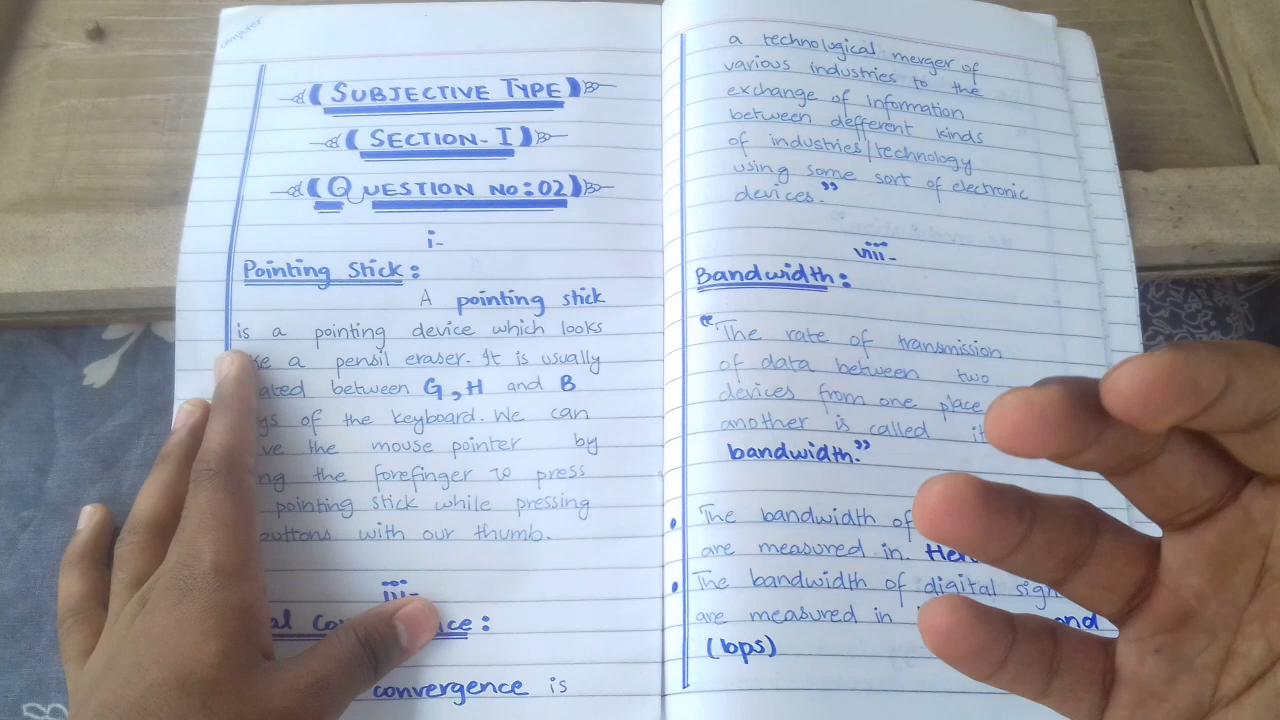 computer
SUBJECTIVE TYPE
SECTION-I
QUESTION NO:02
i-
Pointing Stick:
A pointing stick
is a pointing device which looks
a pensil eraser. It is usually
between G, H and B
of the keyboard. We can
the mouse pointer by
the forefinger to press
pointing stick while pressing
with our thumb.
iii-
convergence is
a technological merger of
various industries to the
exchange of Information
between defferent kinds
of industries/technology
using some sort of electronic
devices."
viii-
Bandwidth:
"The rate of transmission
of data between two
devices from one place
another is called
bandwidth."
• The bandwidth of
are measured in
• The bandwidth of digital
are measured in
(bps)